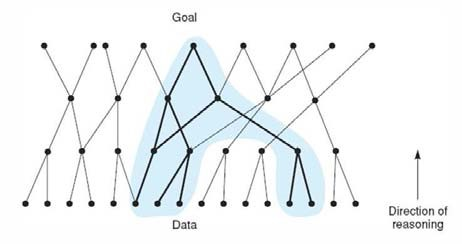 Goal
Data
Direction of
reasoning